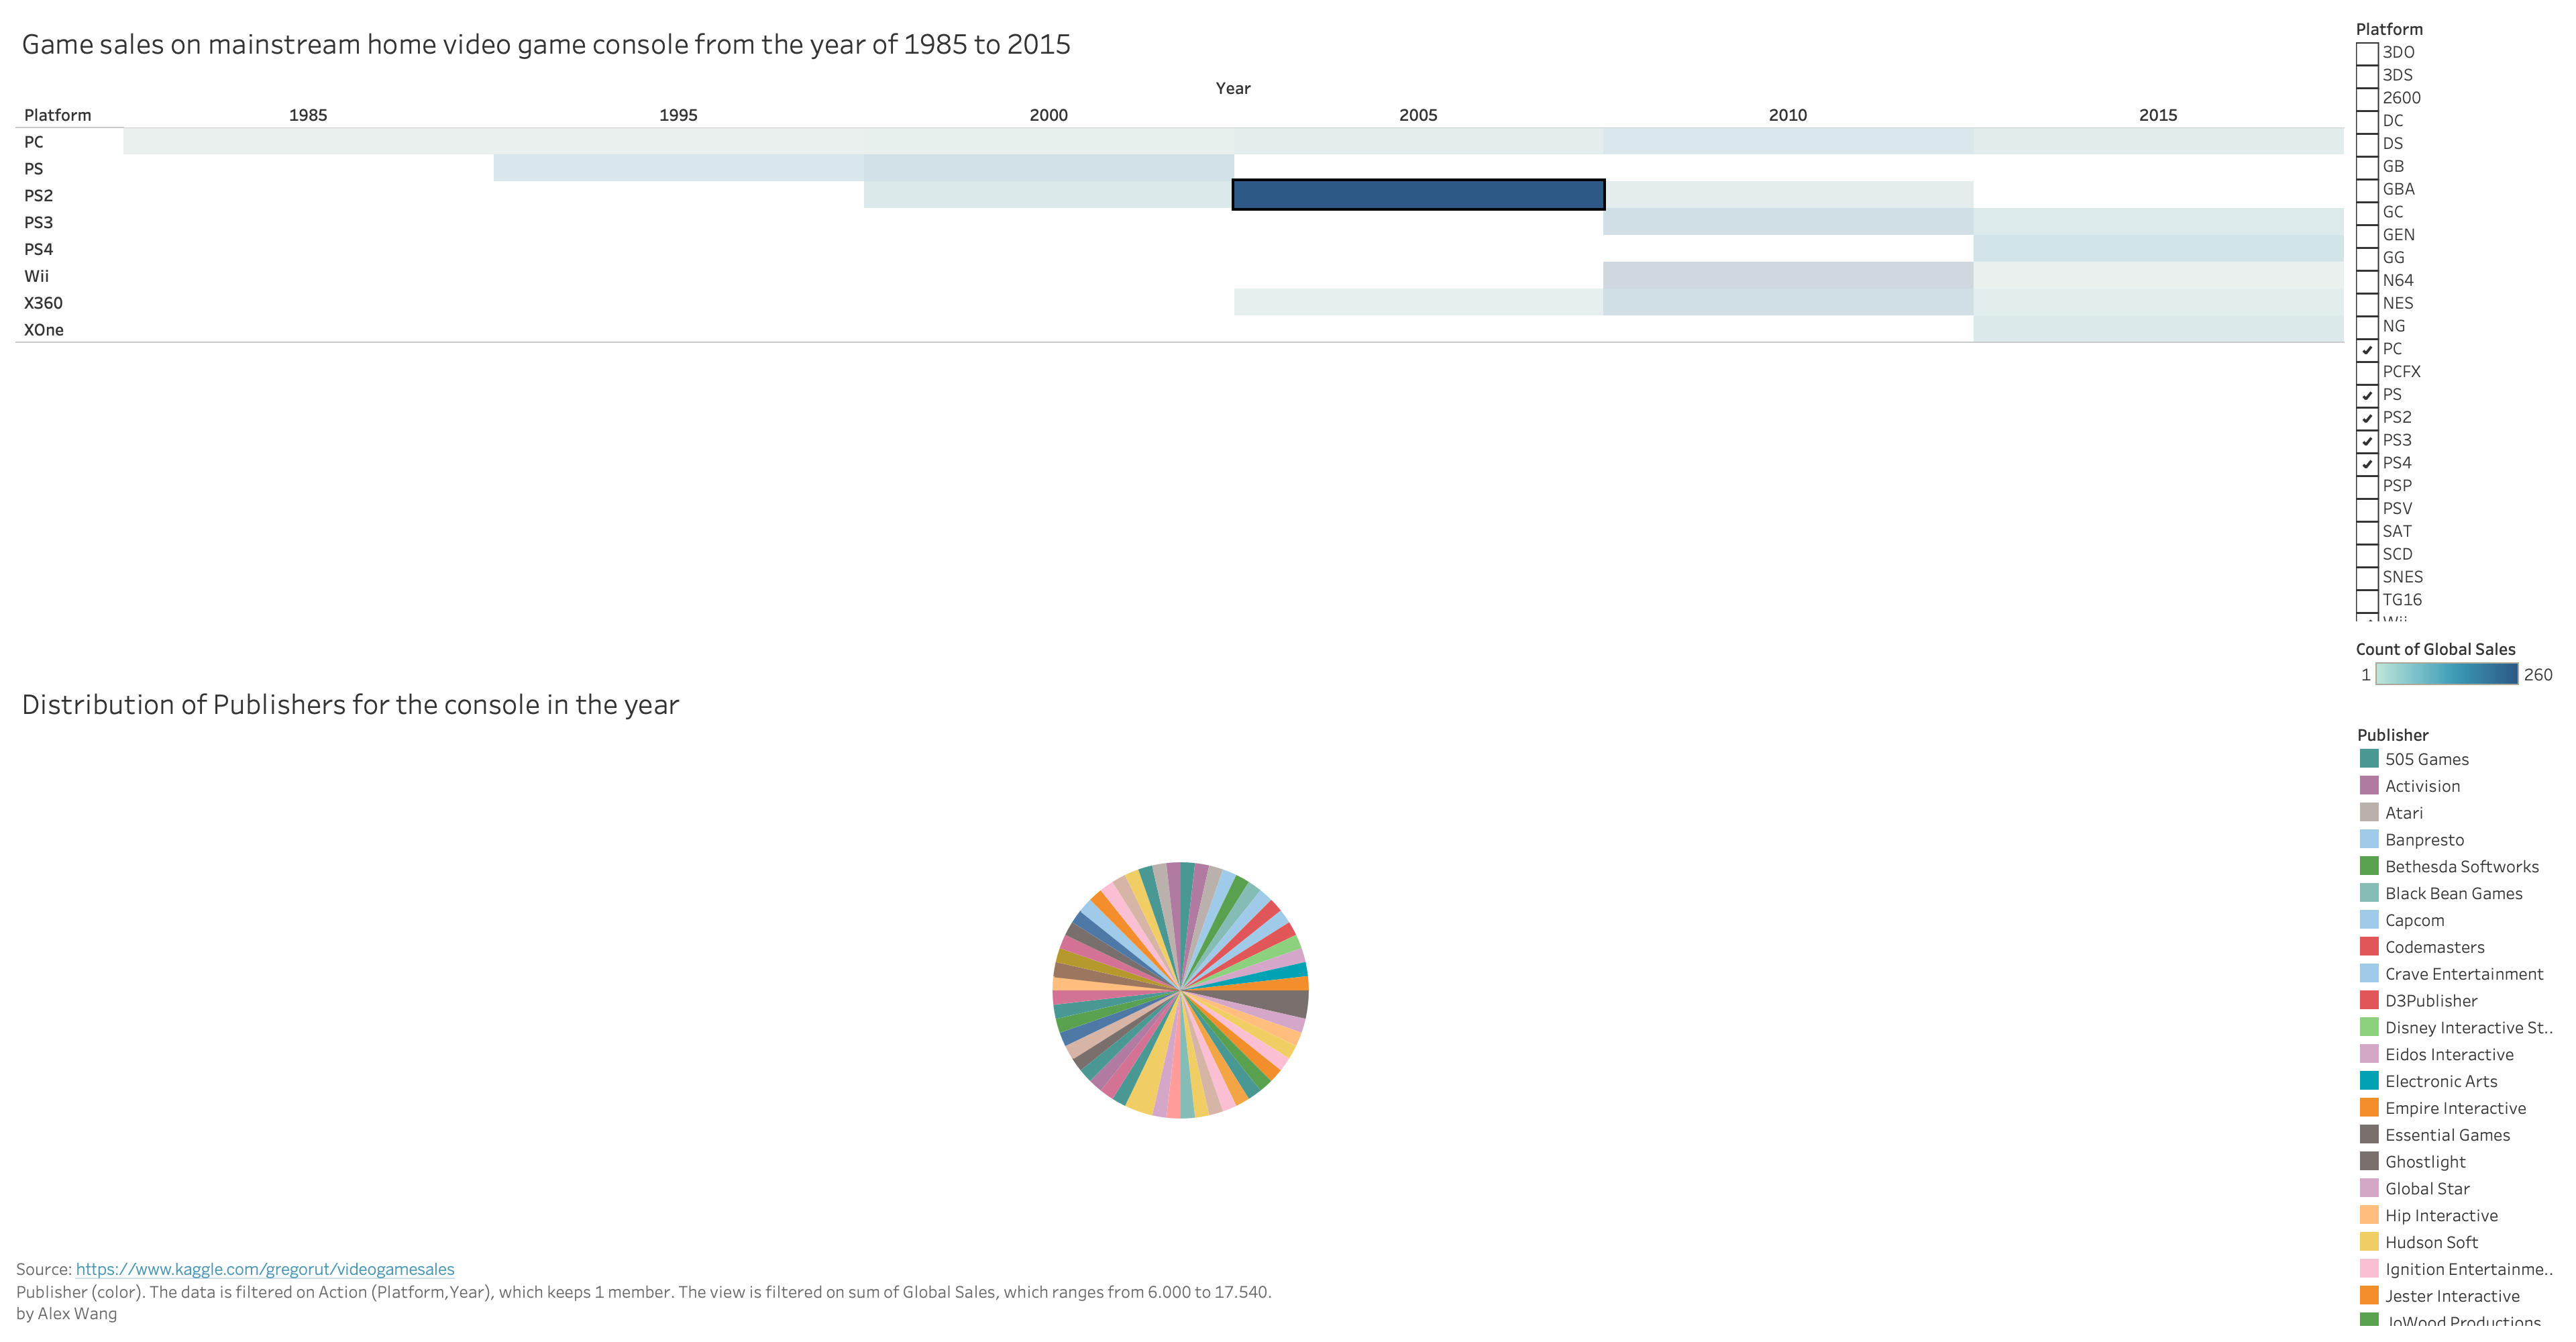 Game sales on mainstream home video game console from the year of 1985 to 2015
Year
Platform 1985 1995 2000 2005 2010 2015
PC
PS
PS2
PS3
PS4
Wii
X360
XOne
Platform
3DO
3DS
2600
DC
DS
GB
GBA
GC
GEN
GG
N64
NES
NG
PC
PCFX
PS
PS2
PS3
PS4
PSP
PSV
SAT
SCD
SNES
TG16
Wii
Count of Global Sales
1 260
Distribution of Publishers for the console in the year
Publisher
505 Games
Activision
Atari
Banpresto
Bethesda Softworks
Black Bean Games
Capcom
Codemasters
Crave Entertainment
D3Publisher
Disney Interactive St..
Eidos Interactive
Electronic Arts
Empire Interactive
Essential Games
Ghostlight
Global Star
Hip Interactive
Hudson Soft
Ignition Entertainme..
Jester Interactive
JoWood Productions
Source: https://www.kaggle.com/gregorut/videogamesales
Publisher (color). The data is filtered on Action (Platform,Year), which keeps 1 member. The view is filtered on sum of Global Sales, which ranges from 6.000 to 17.540.
by Alex Wang